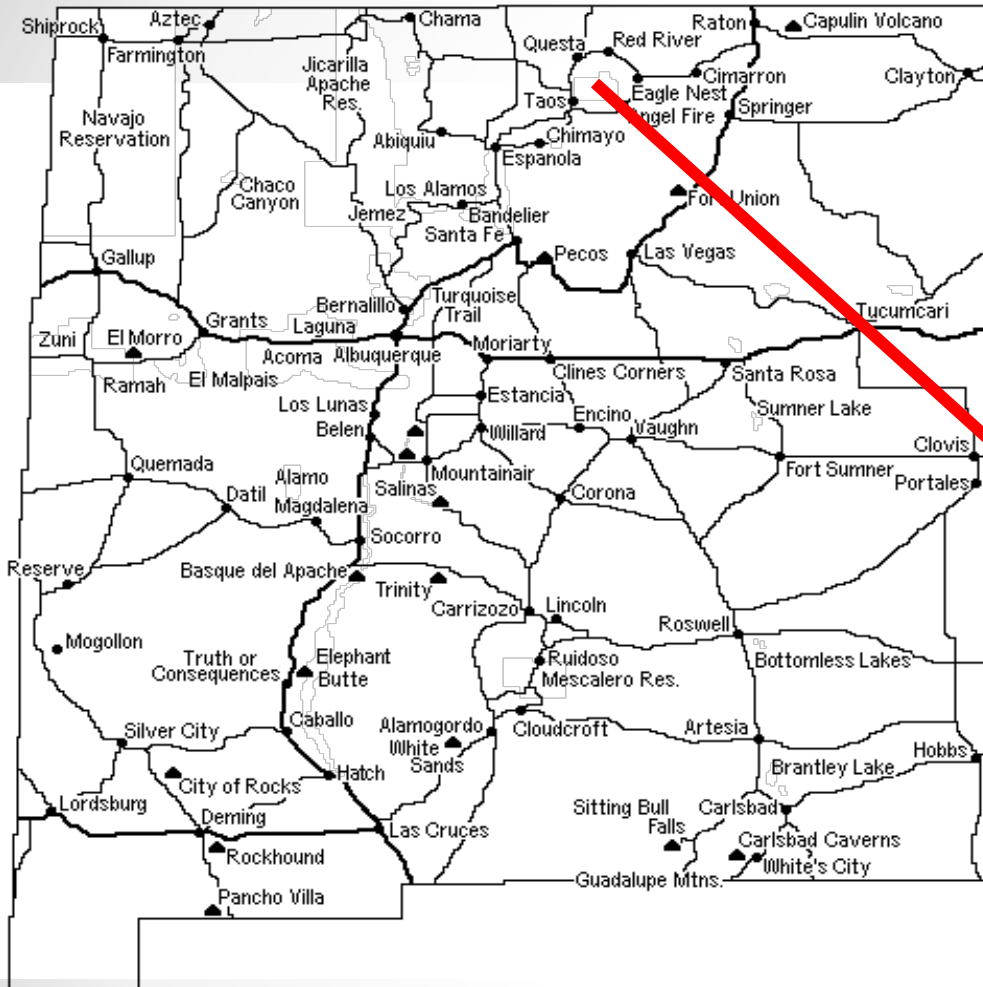 Chama
Aztec
Raton
Capulin Volcano
Shiprock
Farmington
Questa
Red River
Jicarilla
Apache
Res.
Cimarron
Clayton
Eagle Nest
Taos
Angel Fire
Springer
Navajo
Reservation
Abiquiu
Chimayo
Espanola
Chaco
Canyon
Los Alamos
Fort Union
Jemez
Bandelier
Santa Fe
Gallup
Pecos
Las Vegas
Bernalillo
Turquoise
Trail
Tucumcari
Grants
Laguna
Zuni
El Morro
Moriarty
Acoma
Albuquerque
Clines Corners
Santa Rosa
Ramah
El Malpais
Estancia
Los Lunas
Encino
Sumner Lake
Belen
Willard
Vaughn
Clovis
Quemada
Mountainair
Fort Sumner
Alamo
Portales
Datil
Salinas
Corona
Magdalena
Socorro
Reserve
Basque del Apache
Trinity
Carrizozo
Lincoln
Roswell
Mogollon
Truth or
Consequences
Elephant
Butte
Ruidoso
Bottomless Lakes
Mescalero Res.
Caballo
Silver City
Alamogordo
Cloudcroft
Artesia
White
Sands
Hobbs
Brantley Lake
Hatch
City of Rocks
Lordsburg
Sitting Bull
Falls
Carlsbad
Deming
Las Cruces
Carlsbad Caverns
Rockhound
White's City
Guadalupe Mtns.
Pancho Villa